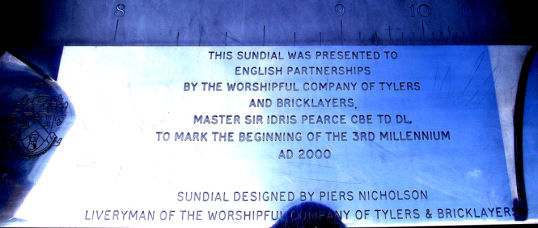 8 9 10
THIS SUNDIAL WAS PRESENTED TO
ENGLISH PARTNERSHIPS
BY THE WORSHIPFUL COMPANY OF TYLERS
AND BRICKLAYERS,
MASTER SIR IDRIS PEARCE CBE TD DL,
TO MARK THE BEGINNING OF THE 3RD MILLENNIUM
AD 2000
SUNDIAL DESIGNED BY PIERS NICHOLSON
LIVERYMAN OF THE WORSHIPFUL COMPANY OF TYLERS & BRICKLAYERS